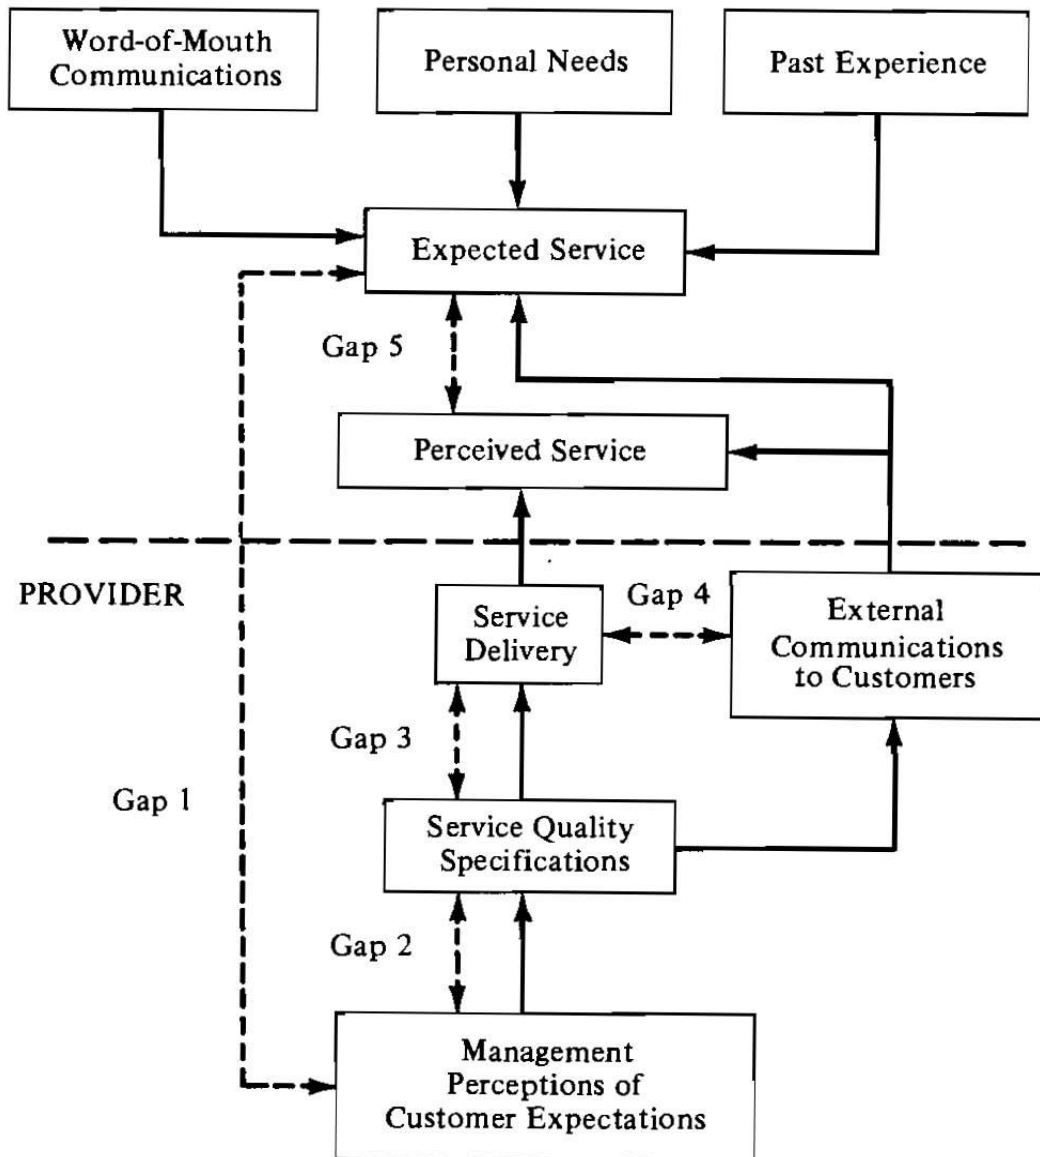 Word-of-Mouth
Communications
Personal Needs
Past Experience
Expected Service
Gap 5
Perceived Service
PROVIDER
Service
Delivery
Gap 4
External
Communications
to Customers
Gap 3
Gap 1
Service Quality
Specifications
Gap 2
Management
Perceptions of
Customer Expectations